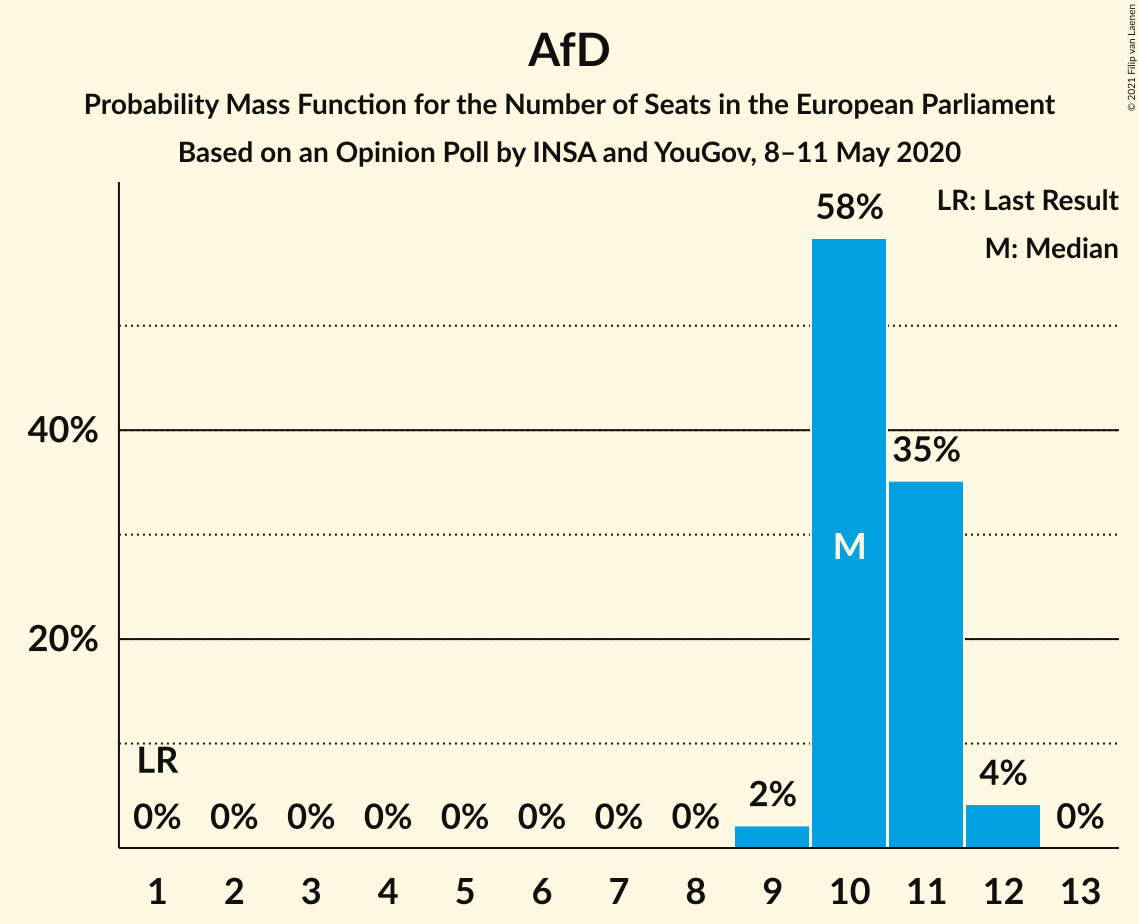 AfD
Probability Mass Function for the Number of Seats in the European Parliament
Based on an Opinion Poll by INSA and YouGov, 8–11 May 2020
© 2021 Filip van Laenen
LR: Last Result
M: Median
58%
40%
35%
M
20%
LR
0% 0% 0% 0% 0% 0% 0% 0% 2% 4% 0%
1 2 3 4 5 6 7 8 9 10 11 12 13